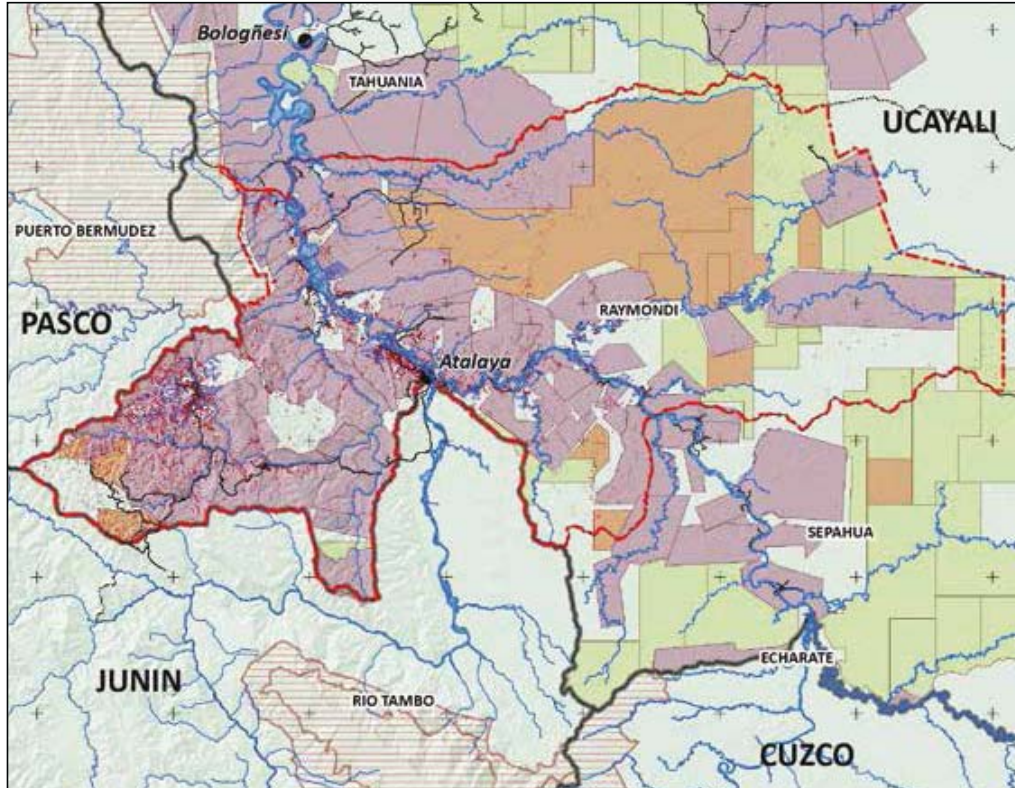 Bologñesi
TAHUANIA
UCAYALI
PUERTO BERMUDEZ
RAYMONDI
PASCO
Atalaya
SEPAHUA
ECHARATE
JUNIN
RIO TAMBO
CUZCO